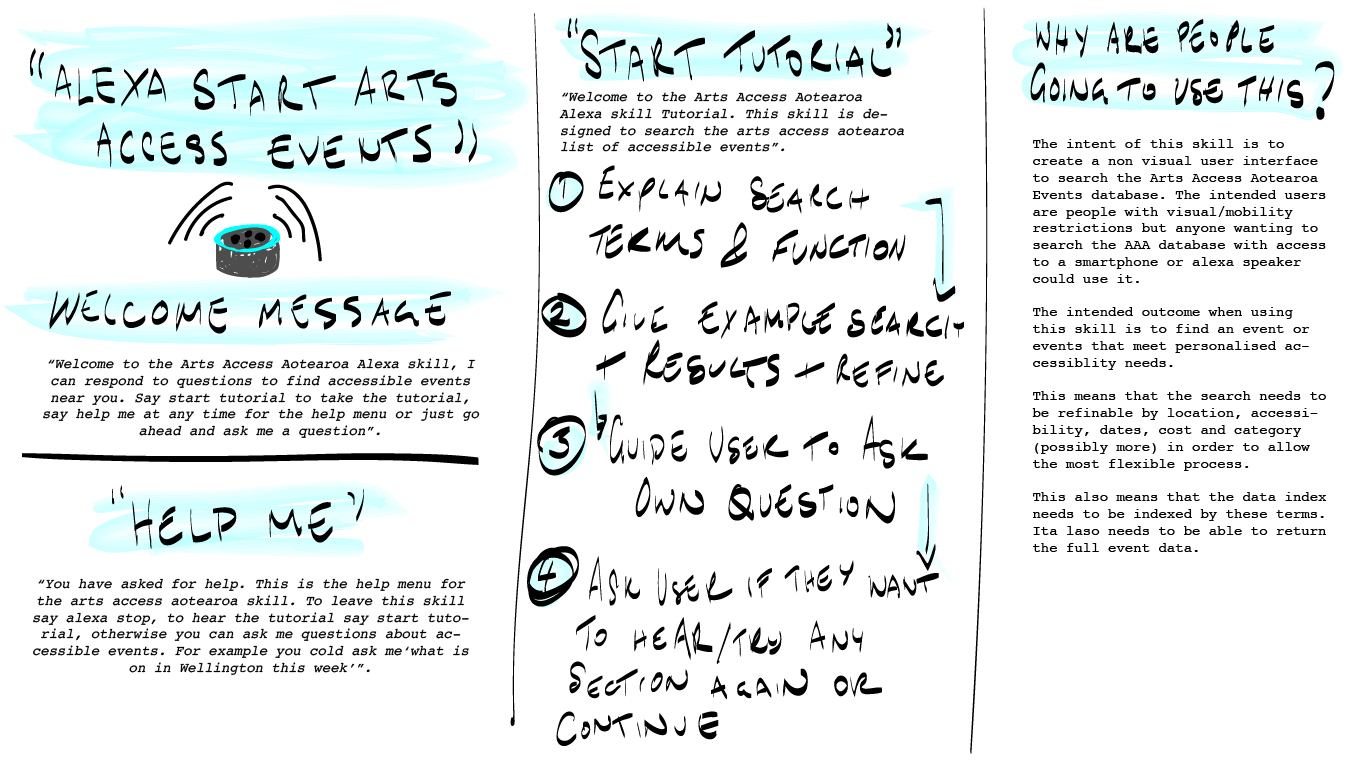 "ALEXA START ARTS
ACCESS EVENTS"
WELCOME MESSAGE
"Welcome to the Arts Access Aotearoa Alexa skill, I
can respond to questions to find accessible events
near you. Say start tutorial to take the tutorial,
say help me at any time for the help menu or just go
ahead and ask me a question".
"HELP ME"
"You have asked for help. This is the help menu for
the arts access aotearoa skill. To leave this skill
say alexa stop, to hear the tutorial say start tuto-
rial, otherwise you can ask me questions about ac-
cessible events. For example you cold ask me'what is
on in Wellington this week'".
"START TUTORIAL"
"Welcome to the Arts Access Aotearoa
Alexa skill Tutorial. This skill is de-
signed to search the arts access aotearoa
list of accessible events".
1 EXPLAIN SEARCH
TERMS & FUNCTION
2 GIVE EXAMPLE SEARCH
+ RESULTS + REFINE
3 GUIDE USER TO ASK
OWN QUESTION
4 ASK USER IF THEY WANT
TO HEAR/TRY ANY
SECTION AGAIN OR
CONTINUE
WHY ARE PEOPLE
GOING TO USE THIS?
The intent of this skill is to
create a non visual user interface
to search the Arts Access Aotearoa
Events database. The intended users
are people with visual/mobility
restrictions but anyone wanting to
search the AAA database with access
to a smartphone or alexa speaker
could use it.
The intended outcome when using
this skill is to find an event or
events that meet personalised ac-
cessiblity needs.
This means that the search needs to
be refinable by location, accessi-
bility, dates, cost and category
(possibly more) in order to allow
the most flexible process.
This also means that the data index
needs to be indexed by these terms.
Ita laso needs to be able to return
the full event data.